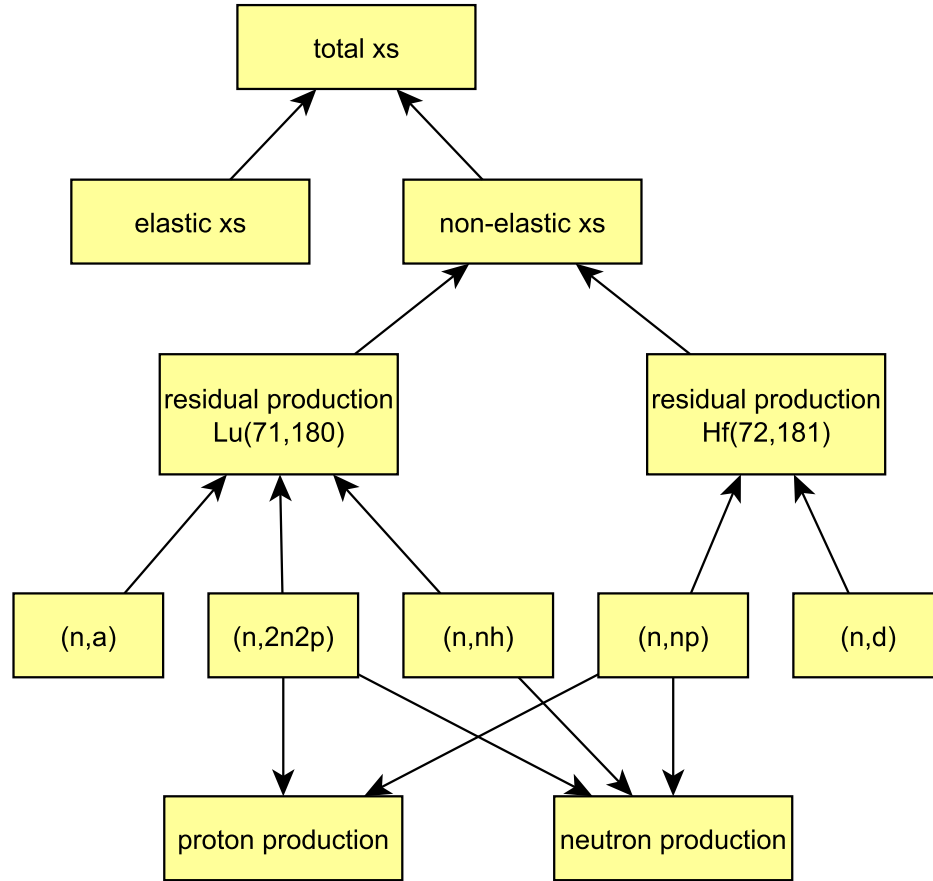 total xs
elastic xs
non-elastic xs
residual production
Lu(71,180)
residual production
Hf(72,181)
(n,a)
(n,2n2p)
(n,nh)
(n,np)
(n,d)
proton production
neutron production